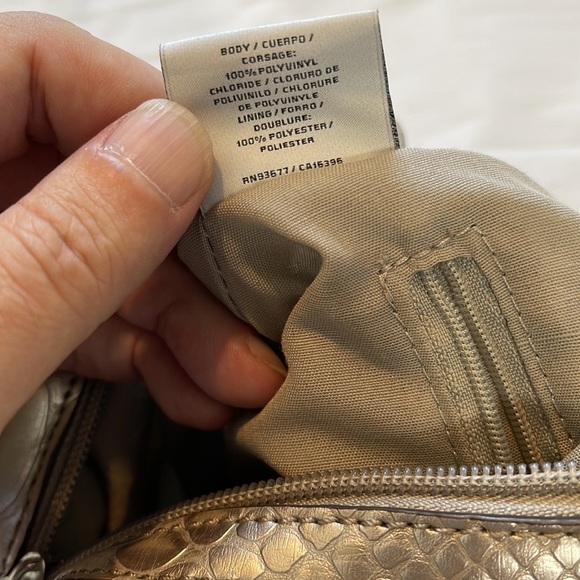 BODY / CUERPO /
CORSAGE:
100% POLYVINYL
CHLORIDE / CLORURO DE
POLIVINILO / CHLORURE
DE POLYVINYLE
LINING / FORRO /
DOUBLURE:
100% POLYESTER /
POLIESTER
RN93677 / CA16396